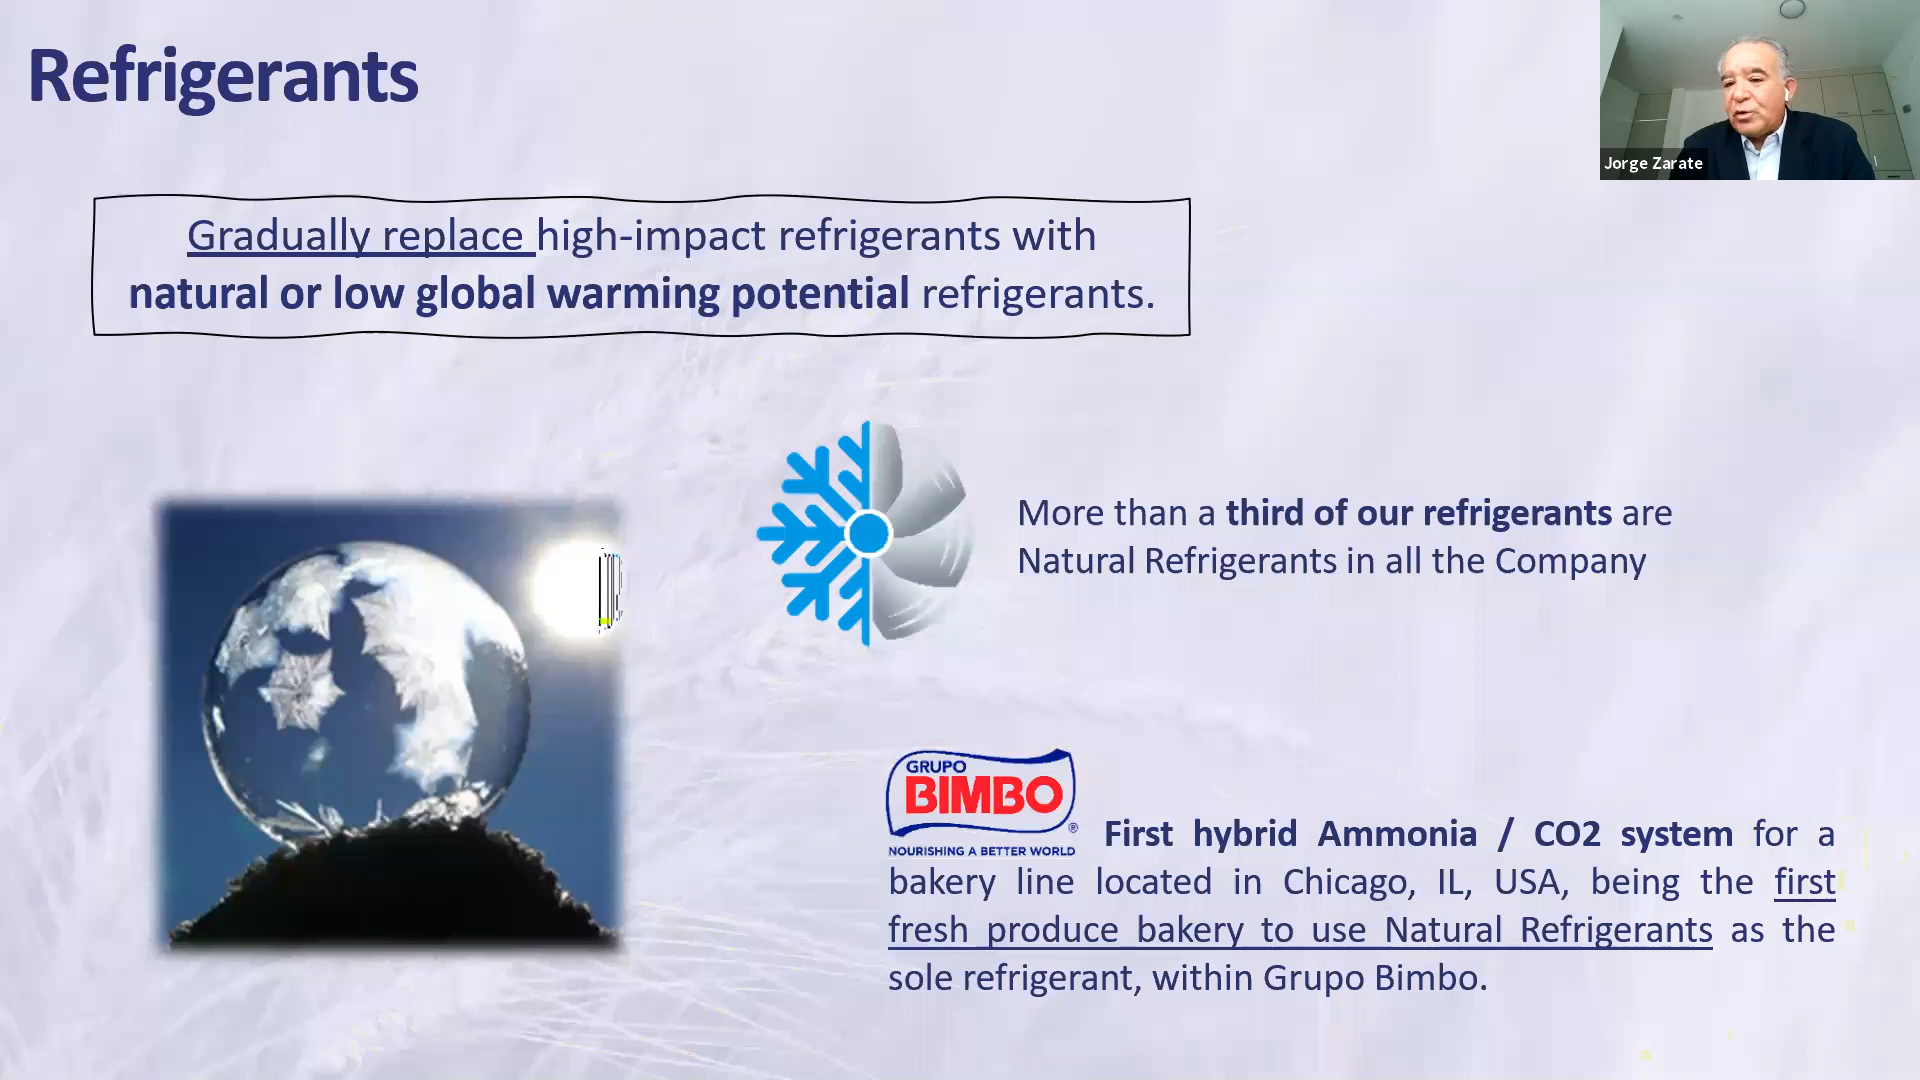 Refrigerants
Jorge Zarate
Gradually replace high-impact refrigerants with
natural or low global warming potential refrigerants.
More than a third of our refrigerants are
Natural Refrigerants in all the Company
GRUPO
BIMBO
®
NOURISHING A BETTER WORLD
First hybrid Ammonia / CO2 system for a
bakery line located in Chicago, IL, USA, being the first
fresh produce bakery to use Natural Refrigerants as the
sole refrigerant, within Grupo Bimbo.